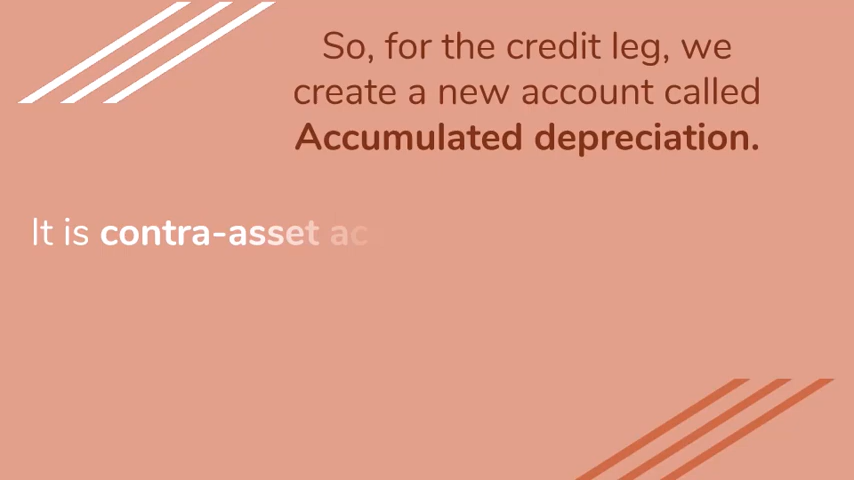 So, for the credit leg, we
create a new account called
Accumulated depreciation.
It is contra-asset